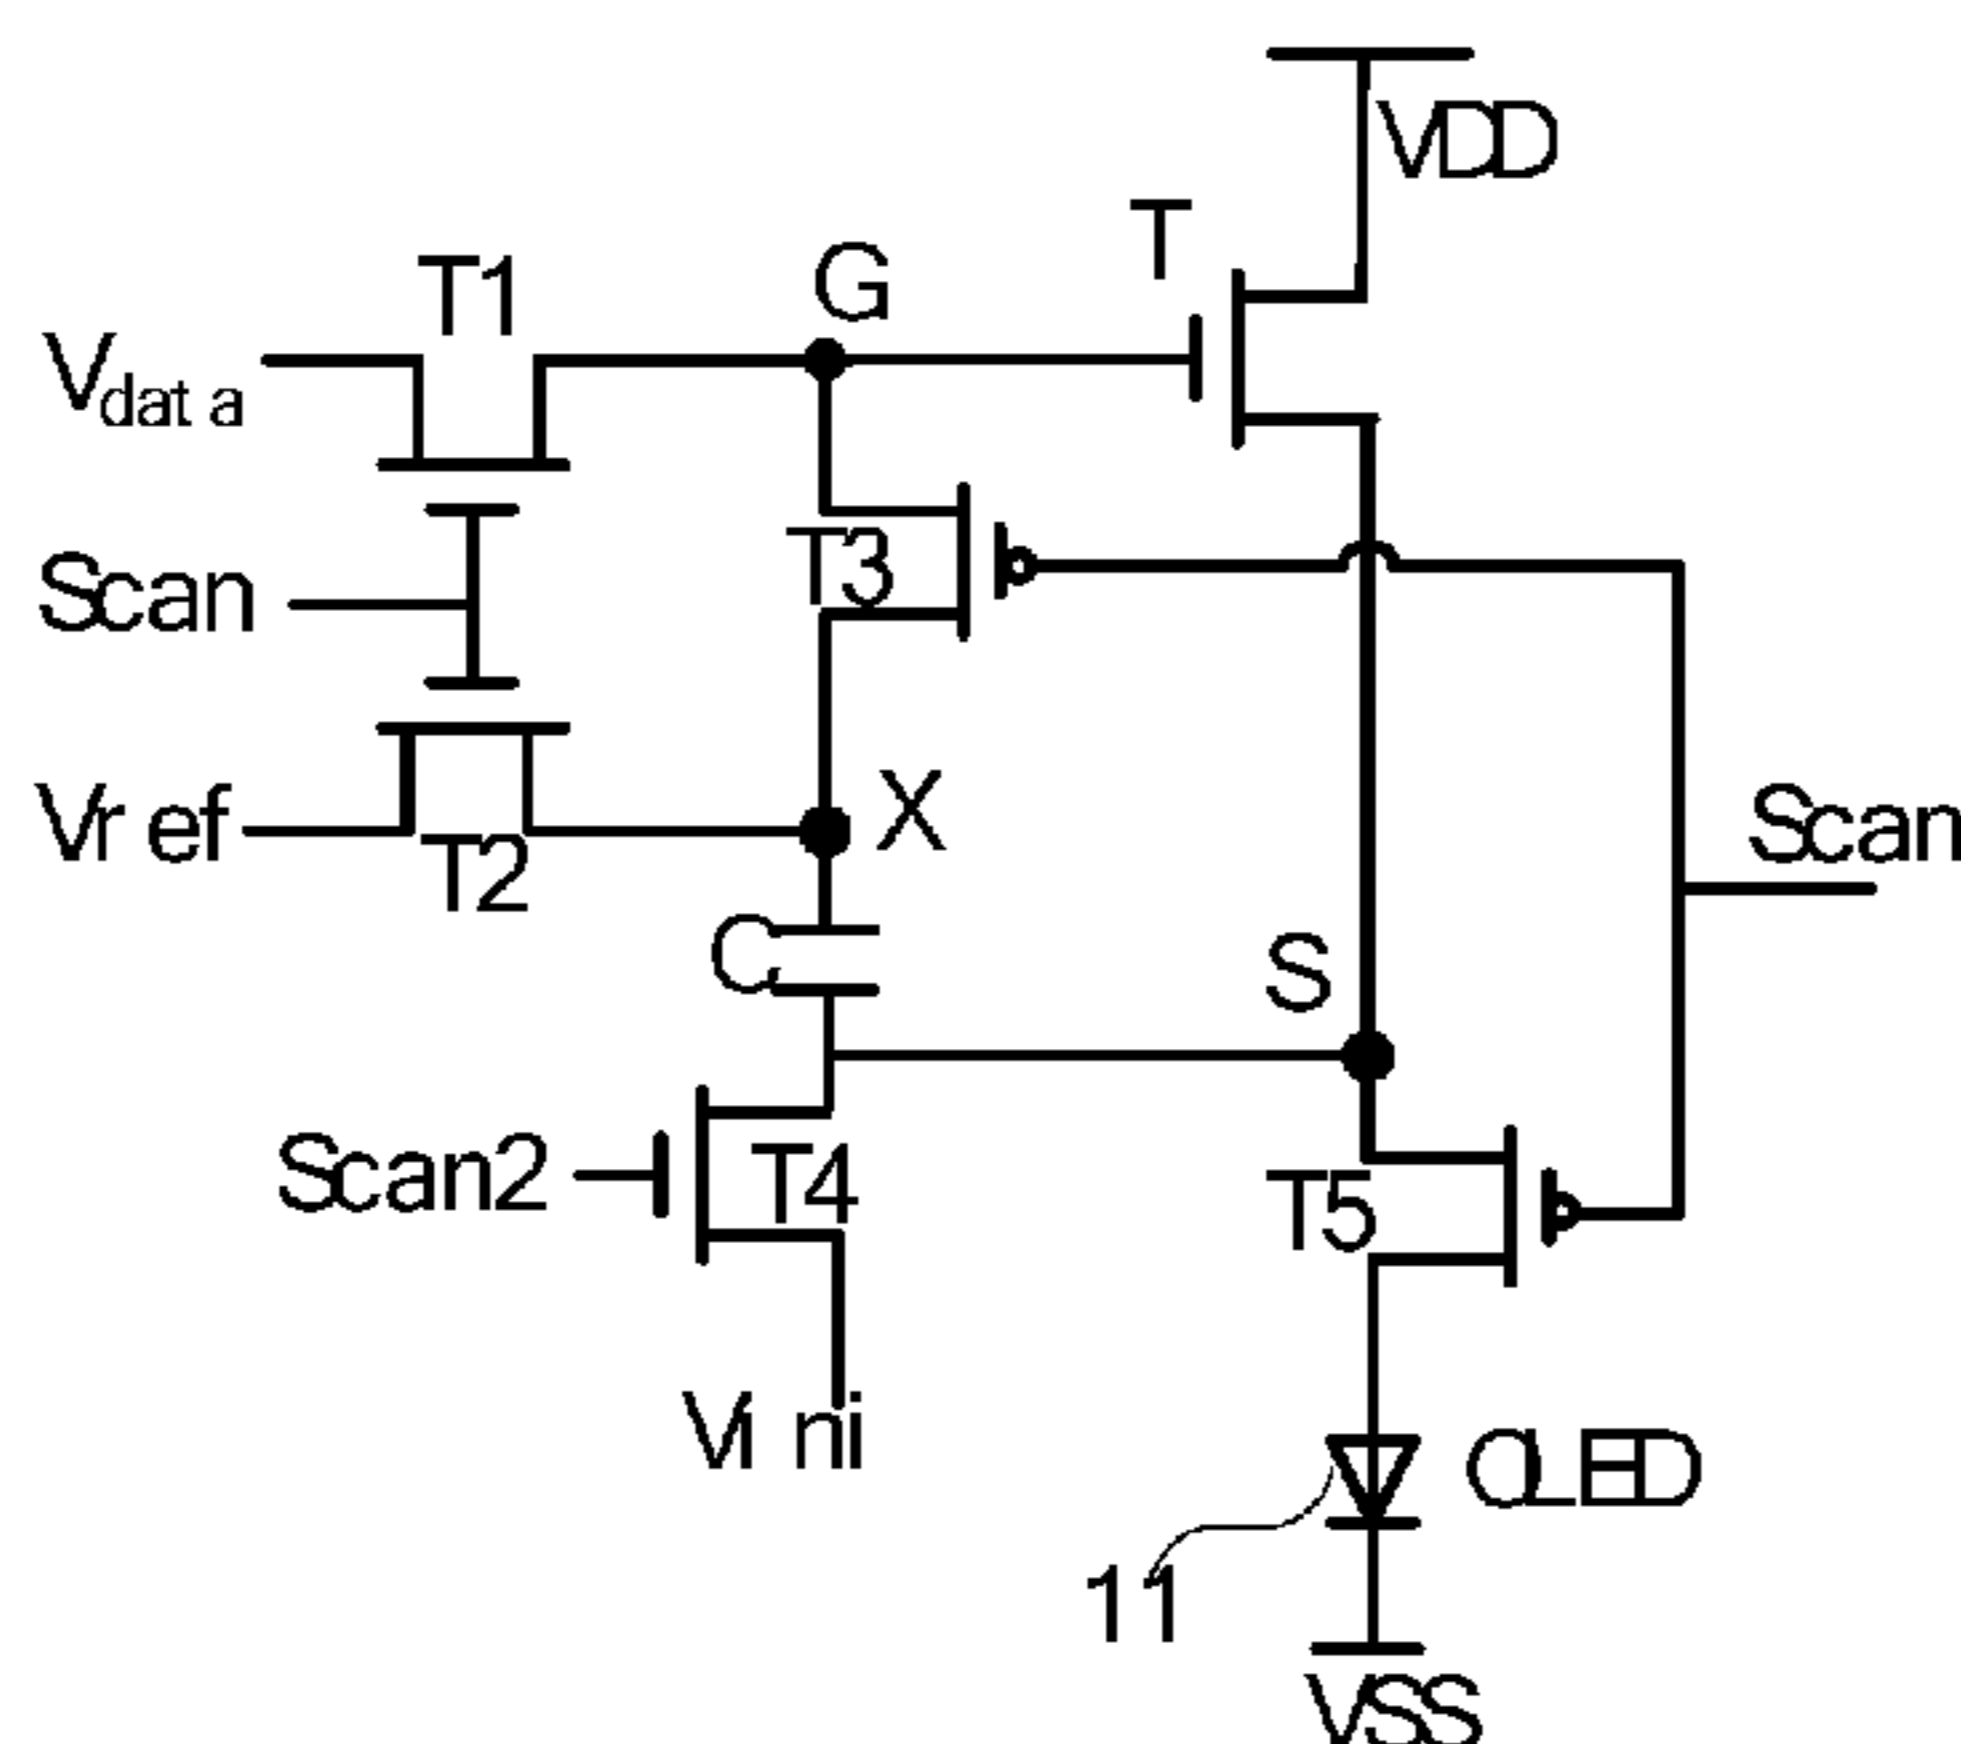 VDD
T
G
T1
Vdata
T3
Scan
X
Vref
T2
Scan
C
S
Scan2
T4
T5
Vini
OLED
11
VSS